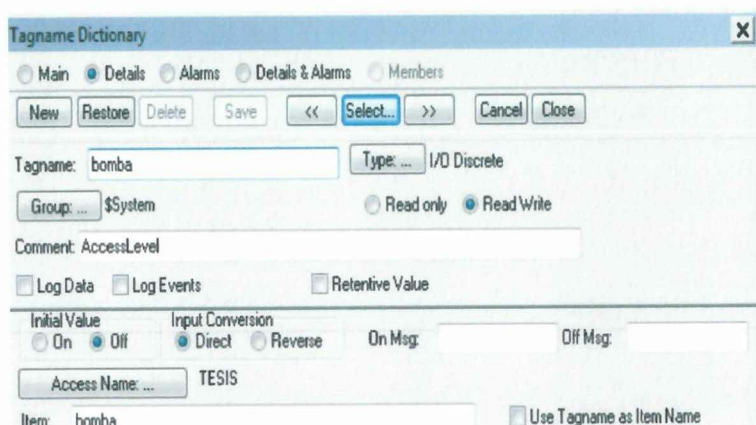 Tagname Dictionary
Main Details Alarms Details & Alarms Members
New Restore Delete Save << Select... >> Cancel Close
Tagname: bomba Type: ... I/O Discrete
Group: ... $System Read only Read Write
Comment: AccessLevel
Log Data Log Events Retentive Value
Initial Value Input Conversion
On Off Direct Reverse On Msg: Off Msg:
Access Name: ... TESIS
Item: bomba Use Tagname as Item Name